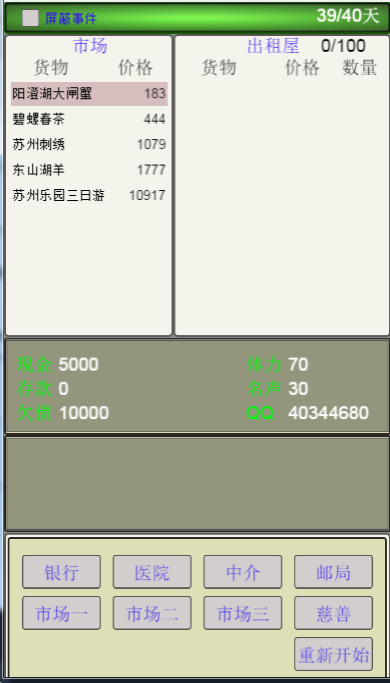 屏蔽事件 39/40天
市场
货物 价格
阳澄湖大闸蟹 183
碧螺春茶 444
苏州刺绣 1079
东山湖羊 1777
苏州乐园三日游 10917
出租屋 0/100
货物 价格 数量
现金 5000
存款 0
欠债 10000
体力 70
名声 30
QQ 40344680
银行 医院 中介 邮局
市场一 市场二 市场三 慈善
重新开始